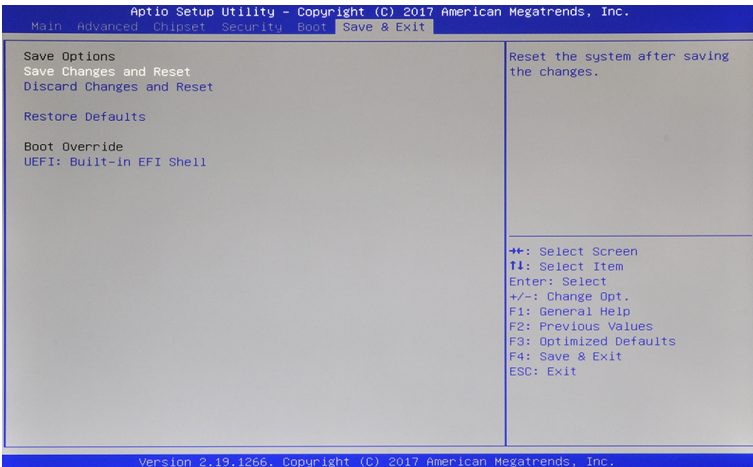 Aptio Setup Utility – Copyright (C) 2017 American Megatrends, Inc.
Main Advanced Chipset Security Boot Save & Exit
Save Options
Save Changes and Reset
Discard Changes and Reset
Restore Defaults
Boot Override
UEFI: Built-in EFI Shell
Reset the system after saving
the changes.
→←: Select Screen
↑↓: Select Item
Enter: Select
+/-: Change Opt.
F1: General Help
F2: Previous Values
F3: Optimized Defaults
F4: Save & Exit
ESC: Exit
Version 2.19.1266. Copyright (C) 2017 American Megatrends, Inc.